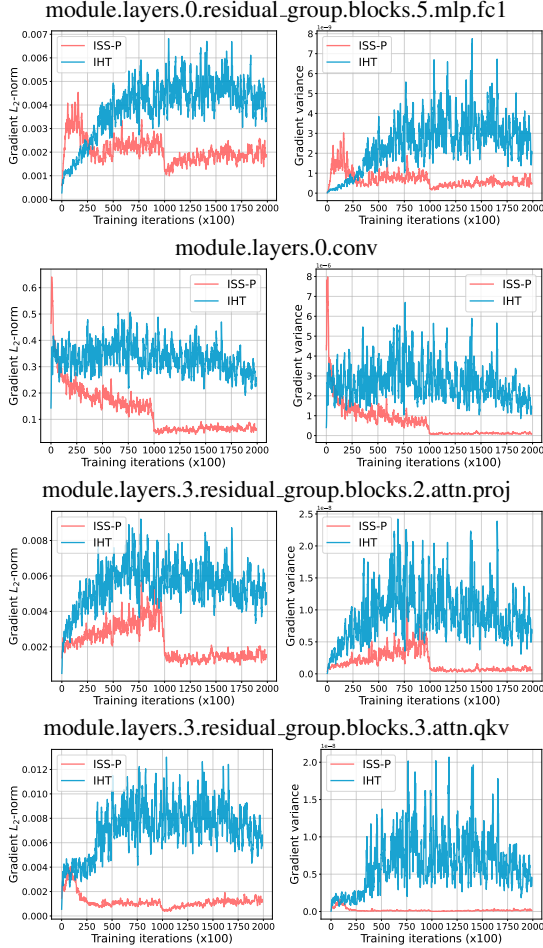 module.layers.0.residual_group.blocks.5.mlp.fc1
1e−9
0.007
0.006
0.005
0.004
0.003
0.002
0.001
0.000
Gradient L2-norm
ISS-P
IHT
0 250 500 750 1000 1250 1500 1750 2000
Training iterations (x100)
8
7
6
5
4
3
2
1
0
Gradient variance
ISS-P
IHT
0 250 500 750 1000 1250 1500 1750 2000
Training iterations (x100)
module.layers.0.conv
1e−6
0.6
0.5
0.4
0.3
0.2
0.1
Gradient L2-norm
ISS-P
IHT
0 250 500 750 1000 1250 1500 1750 2000
Training iterations (x100)
8
7
6
5
4
3
2
1
0
Gradient variance
ISS-P
IHT
0 250 500 750 1000 1250 1500 1750 2000
Training iterations (x100)
module.layers.3.residual_group.blocks.2.attn.proj
1e−8
0.008
0.006
0.004
0.002
Gradient L2-norm
ISS-P
IHT
0 250 500 750 1000 1250 1500 1750 2000
Training iterations (x100)
2.5
2.0
1.5
1.0
0.5
0.0
Gradient variance
ISS-P
IHT
0 250 500 750 1000 1250 1500 1750 2000
Training iterations (x100)
module.layers.3.residual_group.blocks.3.attn.qkv
1e−8
0.012
0.010
0.008
0.006
0.004
0.002
0.000
Gradient L2-norm
ISS-P
IHT
0 250 500 750 1000 1250 1500 1750 2000
Training iterations (x100)
2.0
1.5
1.0
0.5
0.0
Gradient variance
ISS-P
IHT
0 250 500 750 1000 1250 1500 1750 2000
Training iterations (x100)